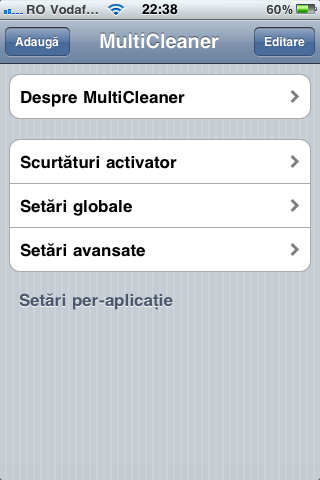 RO Vodaf... 22:38 60%
Adaugă MultiCleaner Editare
Despre MultiCleaner
Scurtături activator
Setări globale
Setări avansate
Setări per-aplicație